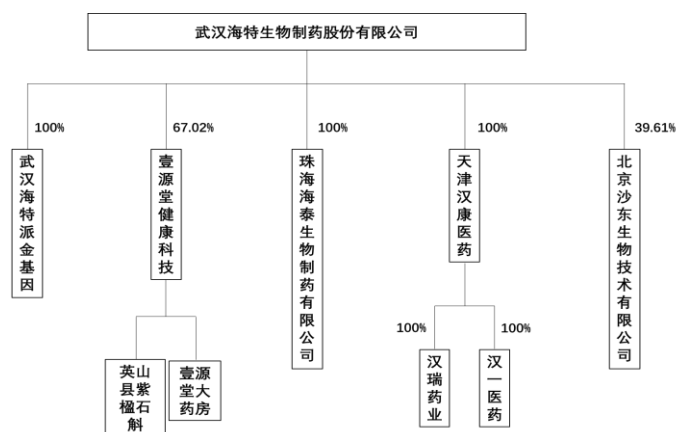 武汉海特生物制药股份有限公司
100%
67.02%
100%
100%
39.61%
武汉海特派金基因
壹源堂健康科技
珠海海泰生物制药有限公司
天津汉康医药
北京沙东生物技术有限公司
100%
100%
英山
县紫
楹石
斛
壹源
堂大
药房
汉瑞药业
汉一医药